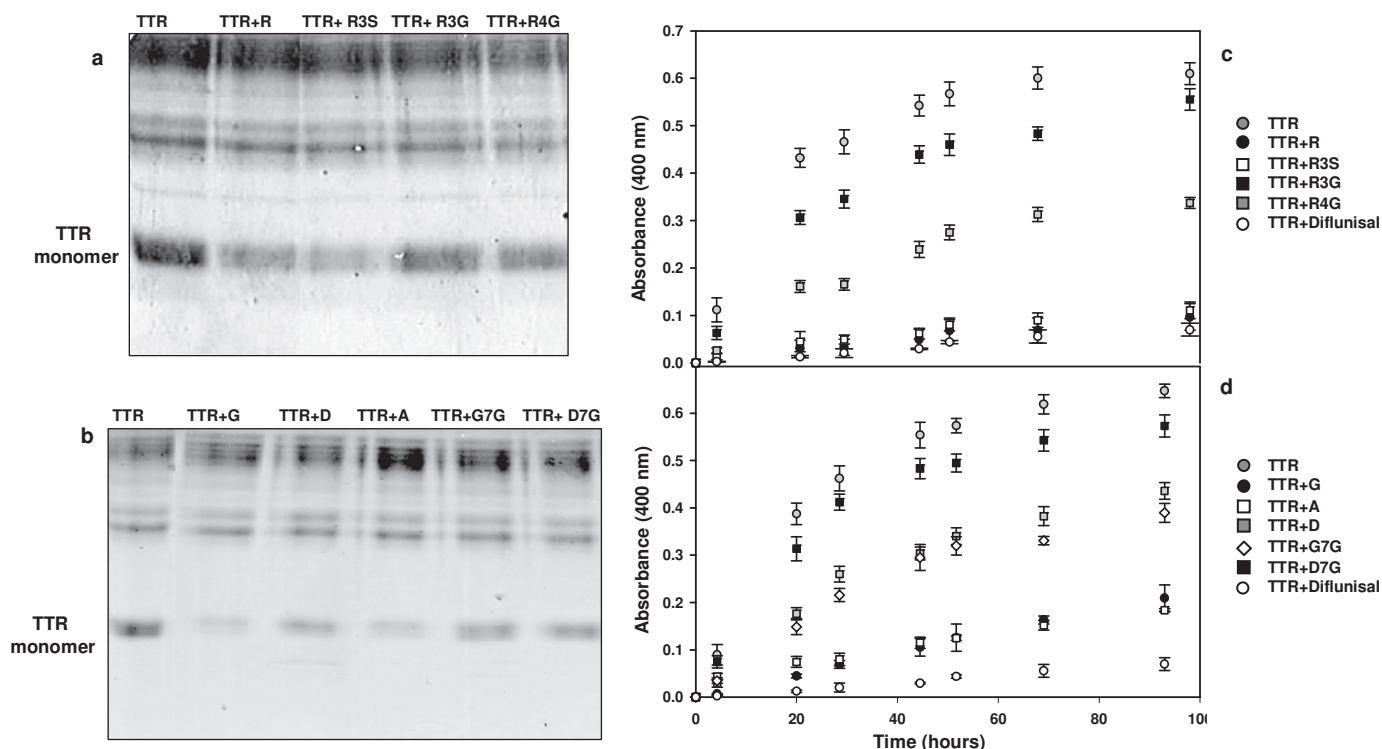 a
TTR TTR+R TTR+ R3S TTR+ R3G TTR+R4G
TTR
monomer
b
TTR TTR+G TTR+D TTR+A TTR+G7G TTR+ D7G
TTR
monomer
c
Absorbance (400 nm)
0.7
0.6
0.5
0.4
0.3
0.2
0.1
0.0
TTR
TTR+R
TTR+R3S
TTR+R3G
TTR+R4G
TTR+Diflunisal
d
Absorbance (400 nm)
0.6
0.5
0.4
0.3
0.2
0.1
0.0
0 20 40 60 80 100
Time (hours)
TTR
TTR+G
TTR+A
TTR+D
TTR+G7G
TTR+D7G
TTR+Diflunisal